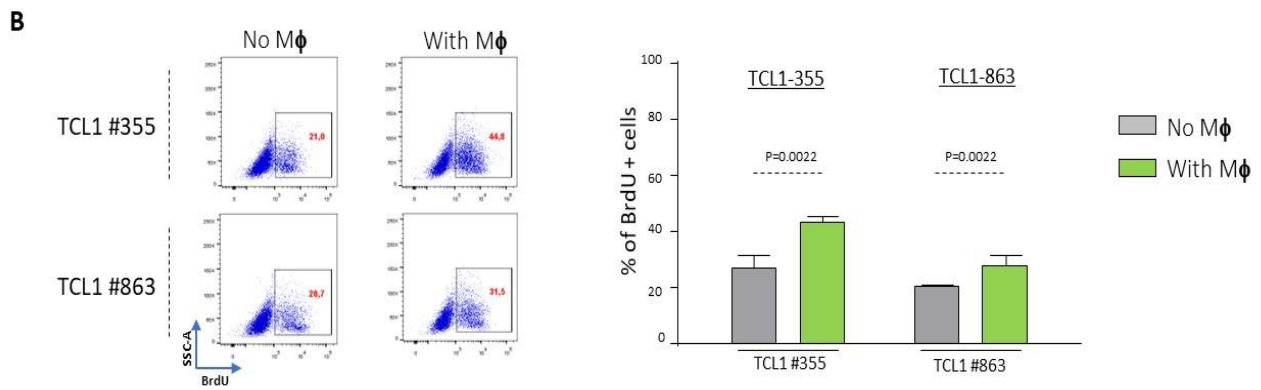 B
No Mϕ
With Mϕ
TCL1 #355
21,0
44,8
TCL1 #863
20,7
31,5
SSC-A
BrdU
% of BrdU + cells
100
80
60
40
20
0
TCL1-355
TCL1-863
P=0.0022
P=0.0022
TCL1 #355
TCL1 #863
No Mϕ
With Mϕ